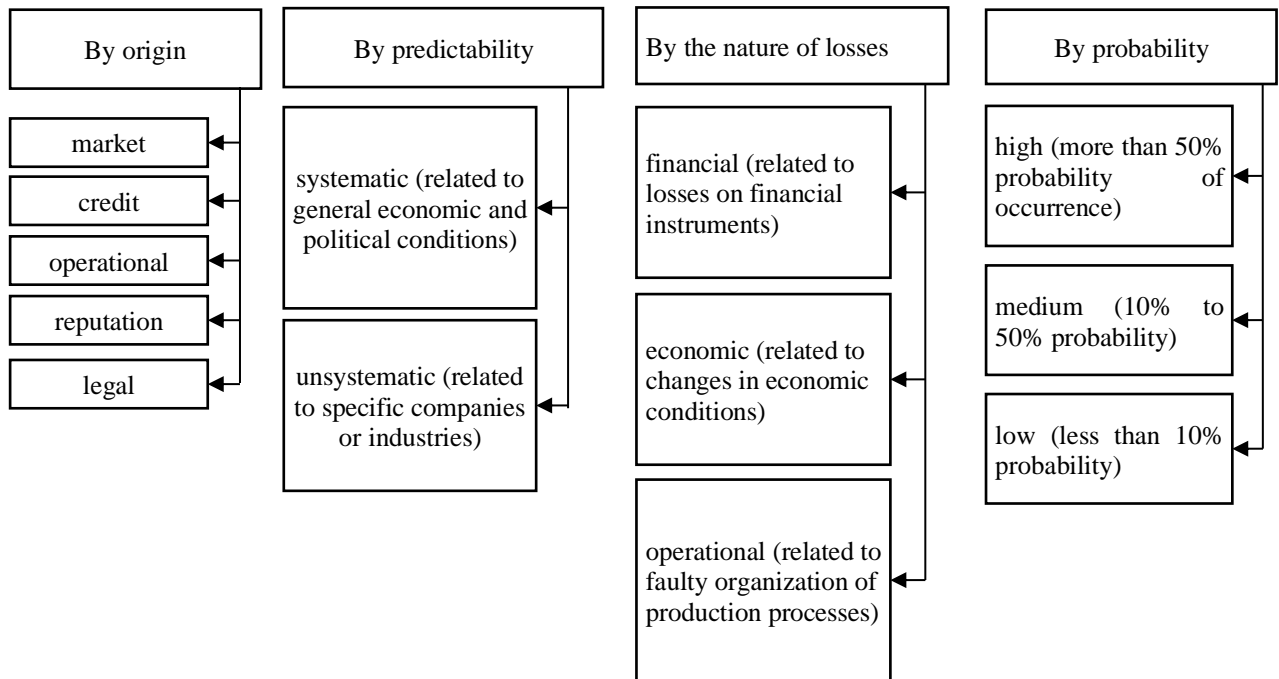 By origin
market
credit
operational
reputation
legal
By predictability
systematic (related to
general economic and
political conditions)
unsystematic (related
to specific companies
or industries)
By the nature of losses
financial (related to
losses on financial
instruments)
economic (related to
changes in economic
conditions)
operational (related to
faulty organization of
production processes)
By probability
high (more than 50%
probability of
occurrence)
medium (10% to
50% probability)
low (less than 10%
probability)